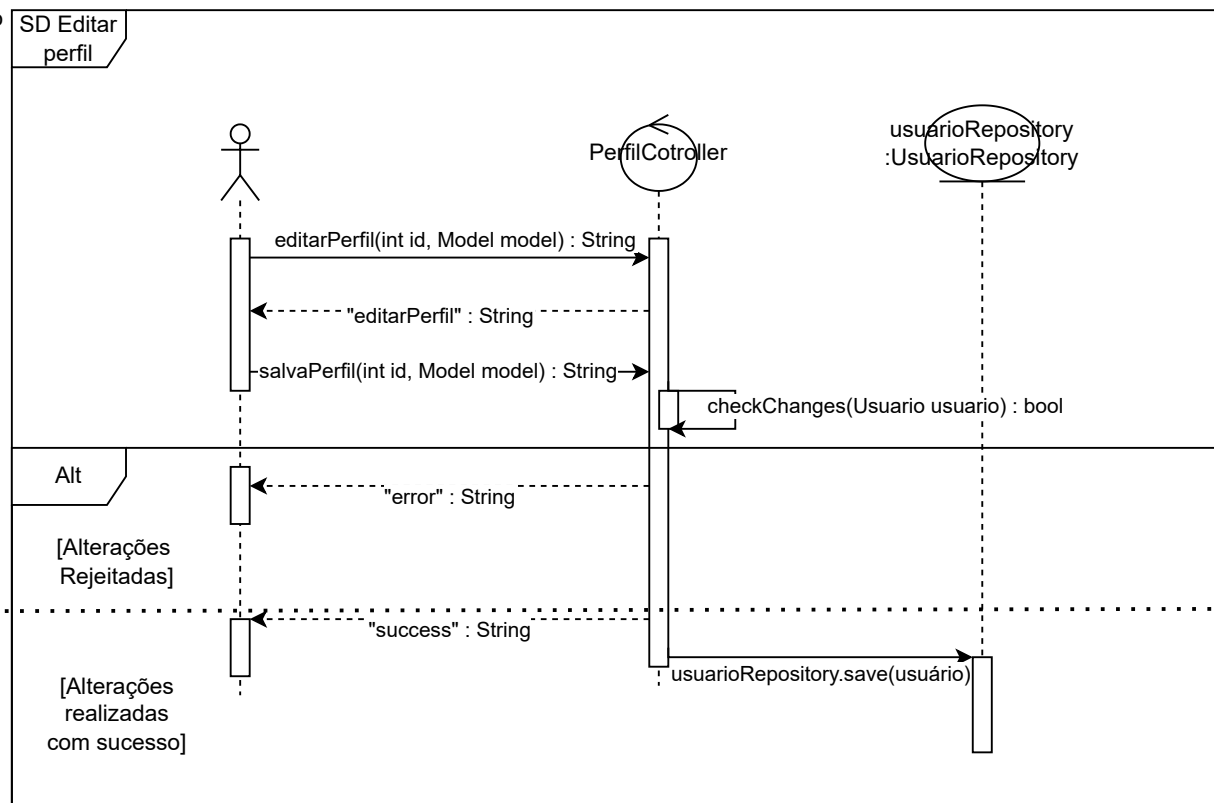 SD Editar
perfil
usuarioRepository
:UsuarioRepository
PerfilCotroller
editarPerfil(int id, Model model) : String
"editarPerfil" : String
salvaPerfil(int id, Model model) : String
checkChanges(Usuario usuario) : bool
Alt
"error" : String
[Alterações
Rejeitadas]
"success" : String
usuarioRepository.save(usuário)
[Alterações
realizadas
com sucesso]